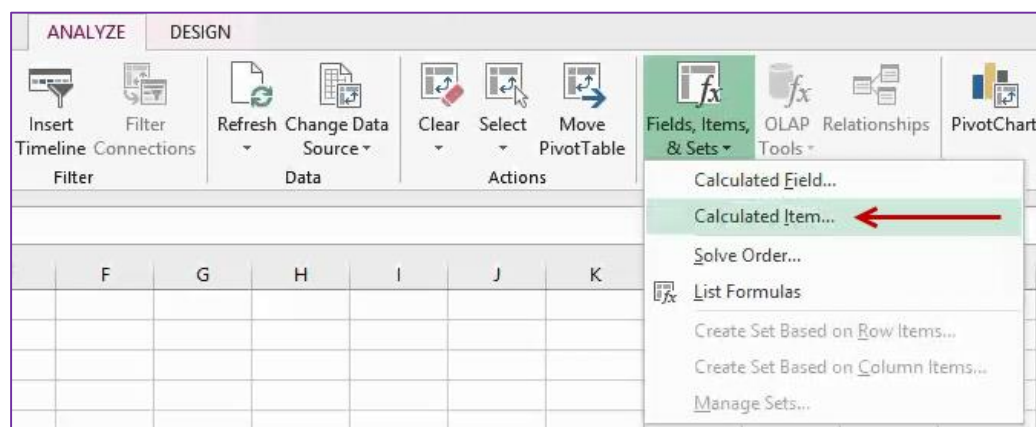 ANALYZE DESIGN
Insert Filter Refresh Change Data Clear Select Move Fields, Items, OLAP Relationships PivotChart
Timeline Connections Source PivotTable & Sets Tools
Filter Data Actions
Calculated Field...
Calculated Item...
Solve Order...
fx List Formulas
Create Set Based on Row Items...
Create Set Based on Column Items...
Manage Sets...
F G H I J K